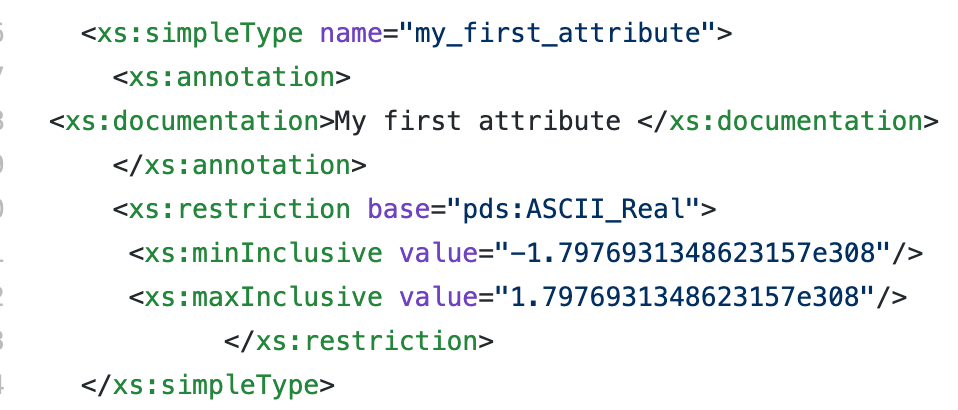 <xs:simpleType name="my_first_attribute">
<xs:annotation>
<xs:documentation>My first attribute </xs:documentation>
</xs:annotation>
<xs:restriction base="pds:ASCII_Real">
<xs:minInclusive value="-1.7976931348623157e308"/>
<xs:maxInclusive value="1.7976931348623157e308"/>
</xs:restriction>
</xs:simpleType>